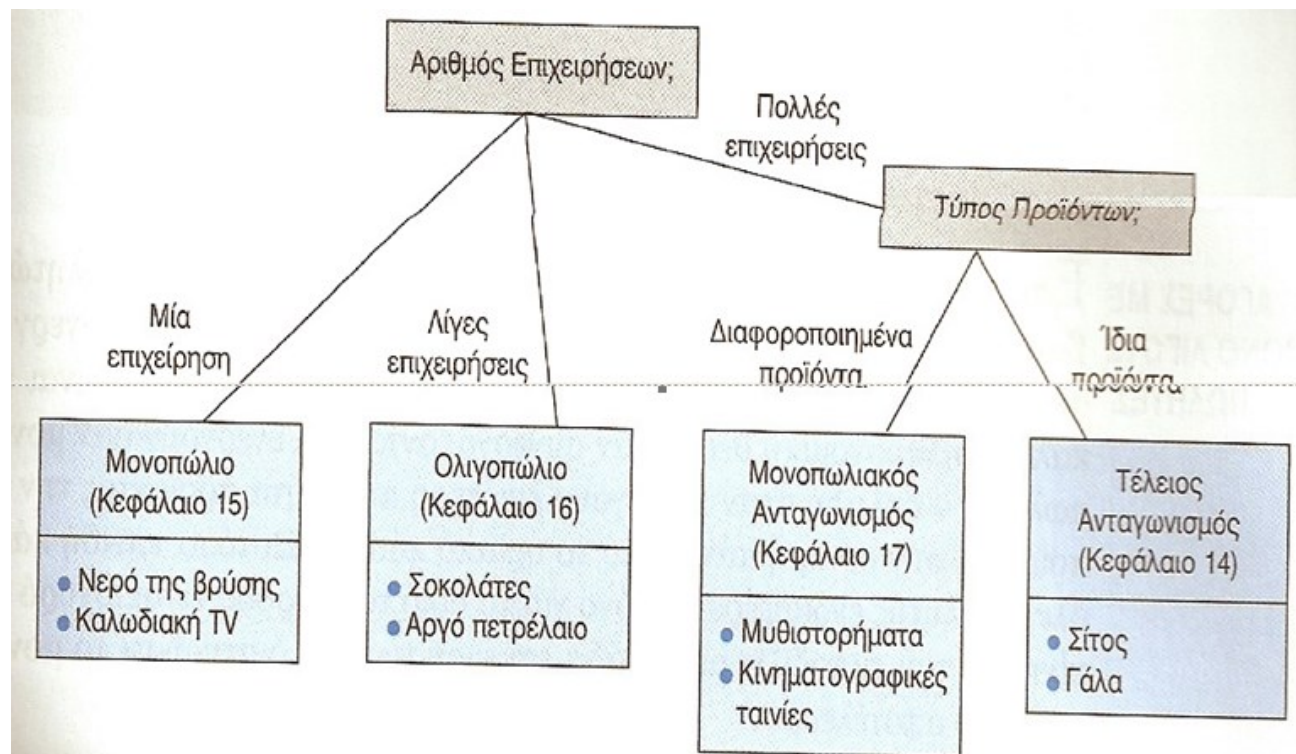 Αριθμός Επιχειρήσεων;
Πολλές
επιχειρήσεις
Τύπος Προϊόντων;
Μία
επιχείρηση
Λίγες
επιχειρήσεις
Διαφοροποιημένα
προϊόντα
Ίδια
προϊόντα
Μονοπώλιο
(Κεφάλαιο 15)
Νερό της βρύσης
Καλωδιακή TV
Ολιγοπώλιο
(Κεφάλαιο 16)
Σοκολάτες
Αργό πετρέλαιο
Μονοπωλιακός
Ανταγωνισμός
(Κεφάλαιο 17)
Μυθιστορήματα
Κινηματογραφικές
ταινίες
Τέλειος
Ανταγωνισμός
(Κεφάλαιο 14)
Σίτος
Γάλα